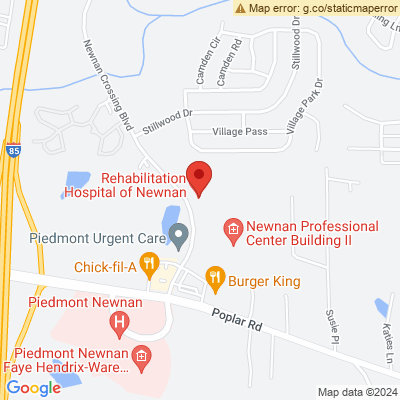 Map error: g.co/staticmaperror
Newnan Crossing Blvd
Camden Cir
Camden Rd
Stillwood Dr
Stillwood Dr
Village Park Dr
Village Pass
85
Rehabilitation
Hospital of Newnan
Newnan Professional
Center Building II
Piedmont Urgent Care
Chick-fil-A
Burger King
Piedmont Newnan
H
Poplar Rd
Susie Pl
Katies Ln
Piedmont Newnan
Faye Hendrix-Ware...
Google
Map data ©2024